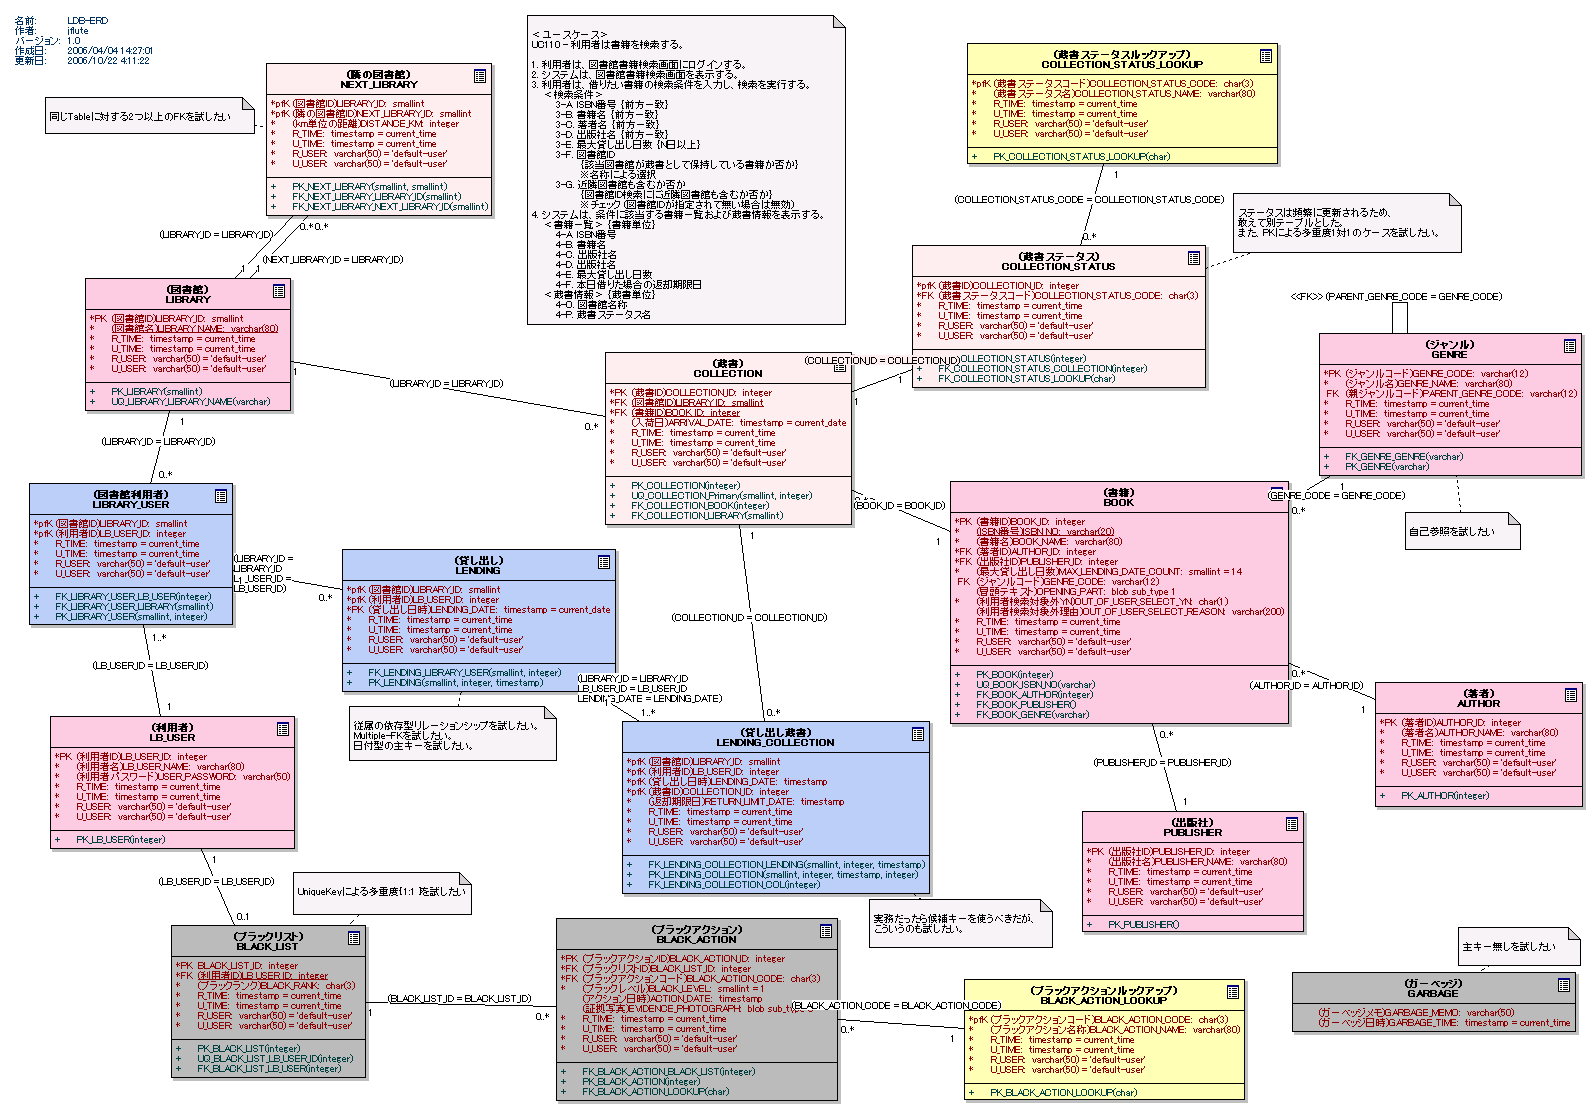 名前: LDB-ERD
作者: jflute
バージョン: 1.0
作成日: 2006/04/04 14:27:01
更新日: 2006/10/22 4:11:22
同じTableに対する2つ以上のFKを試したい
(隣の図書館)
NEXT_LIBRARY
*pfK (図書館ID)LIBRARY_ID: smallint
*pfK (隣の図書館ID)NEXT_LIBRARY_ID: smallint
* (km単位の距離)DISTANCE_KM: integer
* R_TIME: timestamp = current_time
* U_TIME: timestamp = current_time
* R_USER: varchar(50) = 'default-user'
* U_USER: varchar(50) = 'default-user'
+ PK_NEXT_LIBRARY(smallint, smallint)
+ FK_NEXT_LIBRARY_LIBRARY_ID(smallint)
+ FK_NEXT_LIBRARY_NEXT_LIBRARY_ID(smallint)
(LIBRARY_ID = LIBRARY_ID)
0..*0..*
(NEXT_LIBRARY_ID = LIBRARY_ID)
1 1
<ユースケース>
UC110 - 利用者は書籍を検索する。
1. 利用者は、図書館書籍検索画面にログインする。
2. システムは、図書館書籍検索画面を表示する。
3. 利用者は、借りたい書籍の検索条件を入力し、検索を実行する。
<検索条件>
3-A. ISBN番号 {前方一致}
3-B. 書籍名 {前方一致}
3-C. 著者名 {前方一致}
3-D. 出版社名 {前方一致}
3-E. 最大貸し出し日数 {N日以上}
3-F. 図書館ID
{該当図書館が蔵書として保持している書籍か否か}
※名称による選択
3-G. 近隣図書館も含むか否か
{図書館ID検索にご近隣図書館も含むか否か}
※チェック(図書館IDが指定されて無い場合は無効)
4. システムは、条件に該当する書籍一覧および蔵書情報を表示する。
<書籍一覧> {書籍単位}
4-A. ISBN番号
4-B. 書籍名
4-C. 出版社名
4-D. 出版社名
4-E. 最大貸し出し日数
4-F. 本日借りた場合の返却期限日
<蔵書情報> {蔵書単位}
4-O. 図書館名称
4-P. 蔵書ステータス名
(蔵書ステータスルックアップ)
COLLECTION_STATUS_LOOKUP
*pfK (蔵書ステータスコード)COLLECTION_STATUS_CODE: char(3)
* (蔵書ステータス名)COLLECTION_STATUS_NAME: varchar(80)
* R_TIME: timestamp = current_time
* U_TIME: timestamp = current_time
* R_USER: varchar(50) = 'default-user'
* U_USER: varchar(50) = 'default-user'
+ PK_COLLECTION_STATUS_LOOKUP(char)
1
(COLLECTION_STATUS_CODE = COLLECTION_STATUS_CODE)
0..*
ステータスは頻繁に更新されるため、
敢えて別テーブルとした。
また、PKによる多重度1対1のケースを試したい。
(蔵書ステータス)
COLLECTION_STATUS
*pfK (蔵書ID)COLLECTION_ID: integer
*FK (蔵書ステータスコード)COLLECTION_STATUS_CODE: char(3)
* R_TIME: timestamp = current_time
* U_TIME: timestamp = current_time
* R_USER: varchar(50) = 'default-user'
* U_USER: varchar(50) = 'default-user'
COLLECTION_STATUS(integer)
+ FK_COLLECTION_STATUS_COLLECTION(integer)
+ FK_COLLECTION_STATUS_LOOKUP(char)
(COLLECTION_ID = COLLECTION_ID)
1
1
(図書館)
LIBRARY
*PK (図書館ID)LIBRARY_ID: smallint
* (図書館名)LIBRARY_NAME: varchar(80)
* R_TIME: timestamp = current_time
* U_TIME: timestamp = current_time
* R_USER: varchar(50) = 'default-user'
* U_USER: varchar(50) = 'default-user'
+ PK_LIBRARY(smallint)
+ UQ_LIBRARY_LIBRARY_NAME(varchar)
1
(LIBRARY_ID = LIBRARY_ID)
0..*
1
(LIBRARY_ID = LIBRARY_ID)
0..*
(蔵書)
COLLECTION
*PK (蔵書ID)COLLECTION_ID: integer
*FK (図書館ID)LIBRARY_ID: smallint
*FK (書籍ID)BOOK_ID: integer
* (入荷日)ARRIVAL_DATE: timestamp = current_date
* R_TIME: timestamp = current_time
* U_TIME: timestamp = current_time
* R_USER: varchar(50) = 'default-user'
* U_USER: varchar(50) = 'default-user'
+ PK_COLLECTION(integer)
+ UQ_COLLECTION_Primary(smallint, integer)
+ FK_COLLECTION_BOOK(integer)
+ FK_COLLECTION_LIBRARY(smallint)
0..*
(BOOK_ID = BOOK_ID)
1
<<FK>> (PARENT_GENRE_CODE = GENRE_CODE)
(ジャンル)
GENRE
*PK (ジャンルコード)GENRE_CODE: varchar(12)
* (ジャンル名)GENRE_NAME: varchar(80)
FK (親ジャンルコード)PARENT_GENRE_CODE: varchar(12)
* R_TIME: timestamp = current_time
* U_TIME: timestamp = current_time
* R_USER: varchar(50) = 'default-user'
* U_USER: varchar(50) = 'default-user'
+ FK_GENRE_GENRE(varchar)
+ PK_GENRE(varchar)
1
(GENRE_CODE = GENRE_CODE)
0..*
自己参照を試したい
(書籍)
BOOK
*PK (書籍ID)BOOK_ID: integer
* (ISBN番号)ISBN_NO: varchar(20)
* (書籍名)BOOK_NAME: varchar(80)
*FK (著者ID)AUTHOR_ID: integer
*FK (出版社ID)PUBLISHER_ID: integer
* (最大貸し出し日数)MAX_LENDING_DATE_COUNT: smallint = 14
FK (ジャンルコード)GENRE_CODE: varchar(12)
(冒頭テキスト)OPENING_PART: blob sub_type 1
* (利用者検索対象外YN)OUT_OF_USER_SELECT_YN: char(1)
(利用者検索対象外理由)OUT_OF_USER_SELECT_REASON: varchar(200)
* R_TIME: timestamp = current_time
* U_TIME: timestamp = current_time
* R_USER: varchar(50) = 'default-user'
* U_USER: varchar(50) = 'default-user'
+ PK_BOOK(integer)
+ UQ_BOOK_ISBN_NO(varchar)
+ FK_BOOK_AUTHOR(integer)
+ FK_BOOK_PUBLISHER()
+ FK_BOOK_GENRE(varchar)
0..*
(AUTHOR_ID = AUTHOR_ID)
1
(著者)
AUTHOR
*PK (著者ID)AUTHOR_ID: integer
* (著者名)AUTHOR_NAME: varchar(80)
* R_TIME: timestamp = current_time
* U_TIME: timestamp = current_time
* R_USER: varchar(50) = 'default-user'
* U_USER: varchar(50) = 'default-user'
+ PK_AUTHOR(integer)
0..*
(PUBLISHER_ID = PUBLISHER_ID)
1
(出版社)
PUBLISHER
*PK (出版社ID)PUBLISHER_ID: integer
* (出版社名)PUBLISHER_NAME: varchar(80)
* R_TIME: timestamp = current_time
* U_TIME: timestamp = current_time
* R_USER: varchar(50) = 'default-user'
* U_USER: varchar(50) = 'default-user'
+ PK_PUBLISHER()
(図書館利用者)
LIBRARY_USER
*pfK (図書館ID)LIBRARY_ID: smallint
*pfK (利用者ID)LB_USER_ID: integer
* R_TIME: timestamp = current_time
* U_TIME: timestamp = current_time
* R_USER: varchar(50) = 'default-user'
* U_USER: varchar(50) = 'default-user'
+ FK_LIBRARY_USER_LB_USER(integer)
+ FK_LIBRARY_USER_LIBRARY(smallint)
+ PK_LIBRARY_USER(smallint, integer)
(LIBRARY_ID =
LIBRARY_ID
_USER_ID =
LB_USER_ID)
1
0..*
1..*
(LB_USER_ID = LB_USER_ID)
1
(貸し出し)
LENDING
*pfK (図書館ID)LIBRARY_ID: smallint
*pfK (利用者ID)LB_USER_ID: integer
*PK (貸し出し日時)LENDING_DATE: timestamp = current_date
* R_TIME: timestamp = current_time
* U_TIME: timestamp = current_time
* R_USER: varchar(50) = 'default-user'
* U_USER: varchar(50) = 'default-user'
+ FK_LENDING_LIBRARY_USER(smallint, integer)
+ PK_LENDING(smallint, integer, timestamp)
従属の依存型リレーションシップを試したい。
Multiple-FKを試したい。
日付型の主キーを試したい。
(LIBRARY_ID = LIBRARY_ID
LB_USER_ID = LB_USER_ID
LENDING_DATE = LENDING_DATE)
1
1..*
1
(COLLECTION_ID = COLLECTION_ID)
0..*
(貸し出し蔵書)
LENDING_COLLECTION
*pfK (図書館ID)LIBRARY_ID: smallint
*pfK (利用者ID)LB_USER_ID: integer
*pfK (貸し出し日時)LENDING_DATE: timestamp
*pfK (蔵書ID)COLLECTION_ID: integer
* (返却期限日)RETURN_LIMIT_DATE: timestamp
* R_TIME: timestamp = current_time
* U_TIME: timestamp = current_time
* R_USER: varchar(50) = 'default-user'
* U_USER: varchar(50) = 'default-user'
+ FK_LENDING_COLLECTION_LENDING(smallint, integer, timestamp)
+ PK_LENDING_COLLECTION(smallint, integer, timestamp, integer)
+ FK_LENDING_COLLECTION_COL(integer)
実務だったら候補キーを使うべきだが、
こういうのも試したい。
(利用者)
LB_USER
*PK (利用者ID)LB_USER_ID: integer
* (利用者名)LB_USER_NAME: varchar(80)
* (利用者パスワード)USER_PASSWORD: varchar(50)
* R_TIME: timestamp = current_time
* U_TIME: timestamp = current_time
* R_USER: varchar(50) = 'default-user'
* U_USER: varchar(50) = 'default-user'
+ PK_LB_USER(integer)
1
(LB_USER_ID = LB_USER_ID)
0..1
UniqueKeyによる多重度{1:1 }を試したい
(ブラックリスト)
BLACK_LIST
*PK BLACK_LIST_ID: integer
*FK (利用者ID)LB_USER_ID: integer
* (ブラックランク)BLACK_RANK: char(3)
* R_TIME: timestamp = current_time
* U_TIME: timestamp = current_time
* R_USER: varchar(50) = 'default-user'
* U_USER: varchar(50) = 'default-user'
+ PK_BLACK_LIST(integer)
+ UQ_BLACK_LIST_LB_USER_ID(integer)
+ FK_BLACK_LIST_LB_USER(integer)
(BLACK_LIST_ID = BLACK_LIST_ID)
1
0..*
(ブラックアクション)
BLACK_ACTION
*PK (ブラックアクションID)BLACK_ACTION_ID: integer
*FK (ブラックリストID)BLACK_LIST_ID: integer
*FK (ブラックアクションコード)BLACK_ACTION_CODE: char(3)
* (ブラックレベル)BLACK_LEVEL: smallint = 1
(アクション日時)ACTION_DATE: timestamp
(証拠写真)EVIDENCE_PHOTOGRAPH: blob sub_type
* R_TIME: timestamp = current_time
* U_TIME: timestamp = current_time
* R_USER: varchar(50) = 'default-user'
* U_USER: varchar(50) = 'default-user'
+ FK_BLACK_ACTION_BLACK_LIST(integer)
+ PK_BLACK_ACTION(integer)
+ FK_BLACK_ACTION_LOOKUP(char)
(BLACK_ACTION_CODE = BLACK_ACTION_CODE)
0..*
1
(ブラックアクションルックアップ)
BLACK_ACTION_LOOKUP
*pfK (ブラックアクションコード)BLACK_ACTION_CODE: char(3)
* (ブラックアクション名称)BLACK_ACTION_NAME: varchar(80)
* R_TIME: timestamp = current_time
* U_TIME: timestamp = current_time
* R_USER: varchar(50) = 'default-user'
* U_USER: varchar(50) = 'default-user'
+ PK_BLACK_ACTION_LOOKUP(char)
主キー無しを試したい
(ガーベッジ)
GARBAGE
(ガーベッジメモ)GARBAGE_MEMO: varchar(50)
(ガーベッジ日時)GARBAGE_TIME: timestamp = current_time